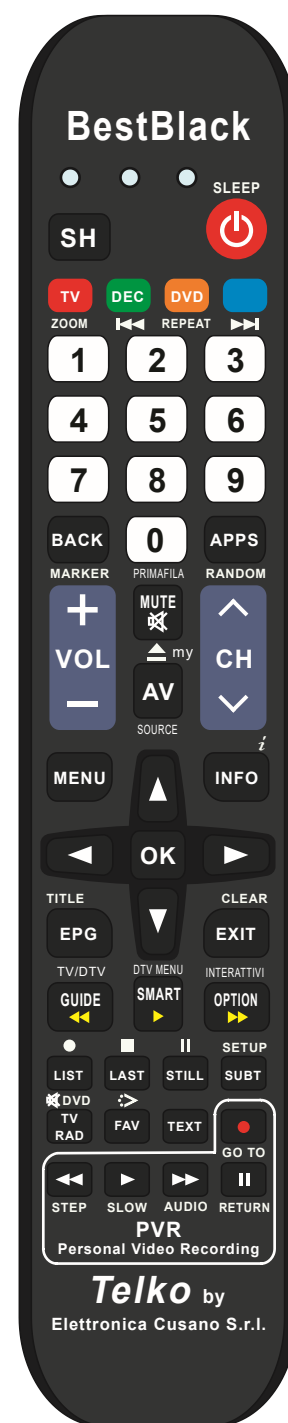 BestBlack
SLEEP
SH
TV DEC DVD
ZOOM REPEAT
1 2 3
4 5 6
7 8 9
BACK 0 APPS
MARKER PRIMAFILA RANDOM
MUTE
+ VOL −
CH
my
AV
SOURCE
i
MENU INFO
OK
TITLE CLEAR
EPG EXIT
TV/DTV DTV MENU INTERATTIVI
GUIDE SMART OPTION
SETUP
LIST LAST STILL SUBT
DVD
TV RAD FAV TEXT
GO TO
STEP SLOW AUDIO RETURN
PVR
Personal Video Recording
Telko by
Elettronica Cusano S.r.l.